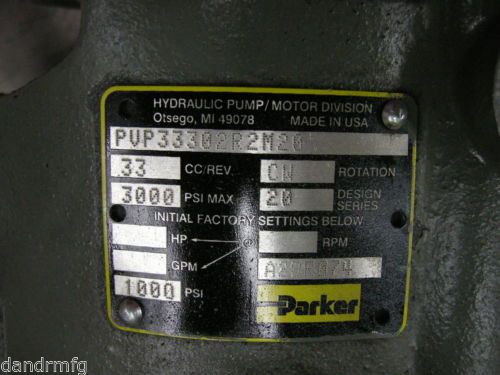 HYDRAULIC PUMP/MOTOR DIVISION
Otsego, MI 49078 MADE IN USA
PVP33302R2M20
33 CC/REV. CW ROTATION
3000 PSI MAX 20 DESIGN SERIES
INITIAL FACTORY SETTINGS BELOW
HP RPM
GPM
1000 PSI Parker
dandrmfg